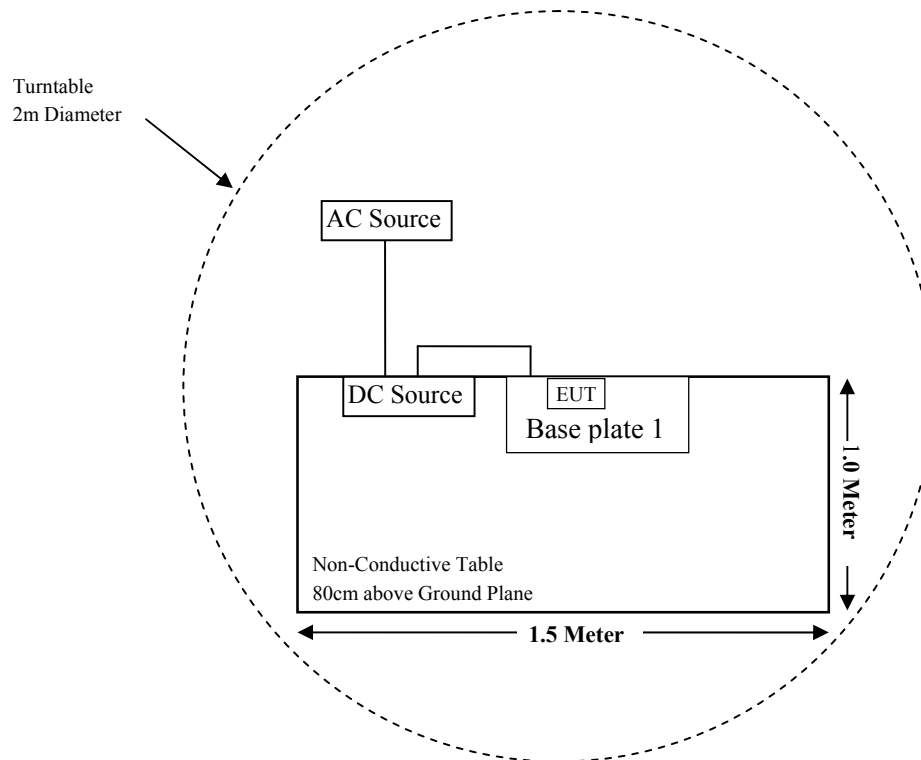 Turntable
2m Diameter
AC Source
DC Source
EUT
Base plate 1
1.0 Meter
Non-Conductive Table
80cm above Ground Plane
1.5 Meter